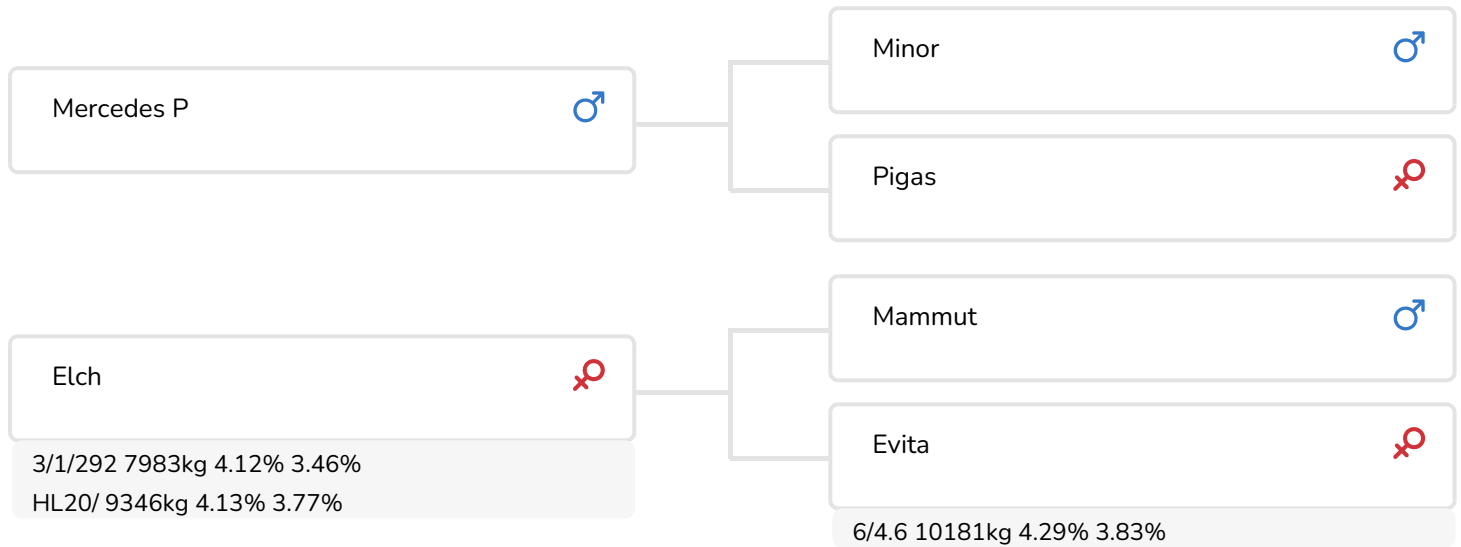 Minor
Mercedes P
Pigas
Mammut
Elch
Evita
3/1/292 7983kg 4.12% 3.46%
HL20/ 9346kg 4.13% 3.77%
6/4.6 10181kg 4.29% 3.83%